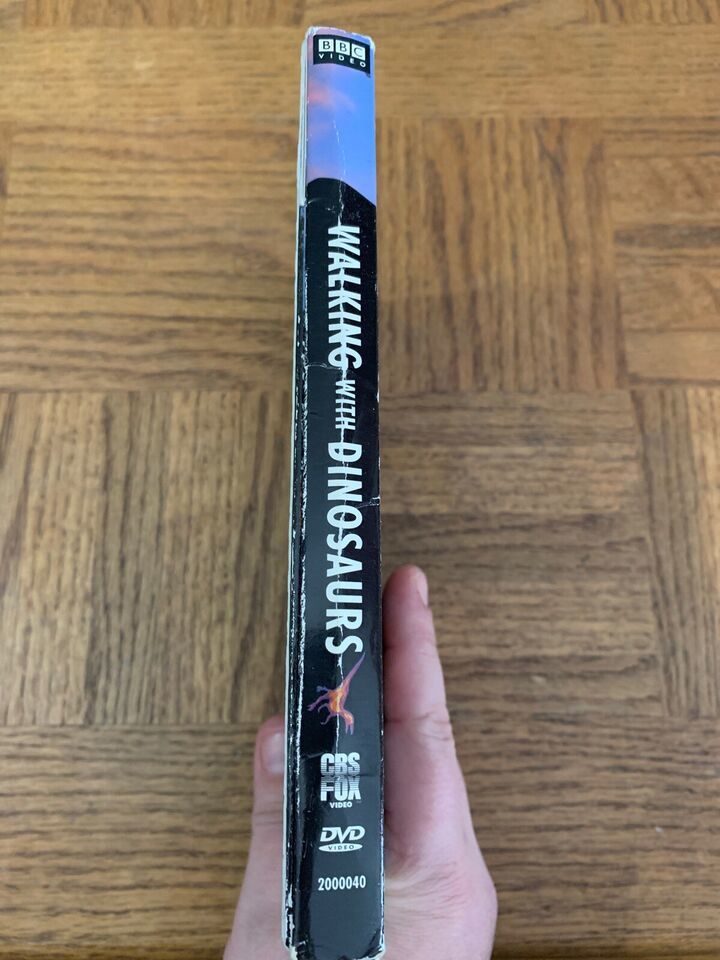 BBC
VIDEO
WALKING WITH DINOSAURS
CBS
FOX
VIDEO
DVD
VIDEO
2000040